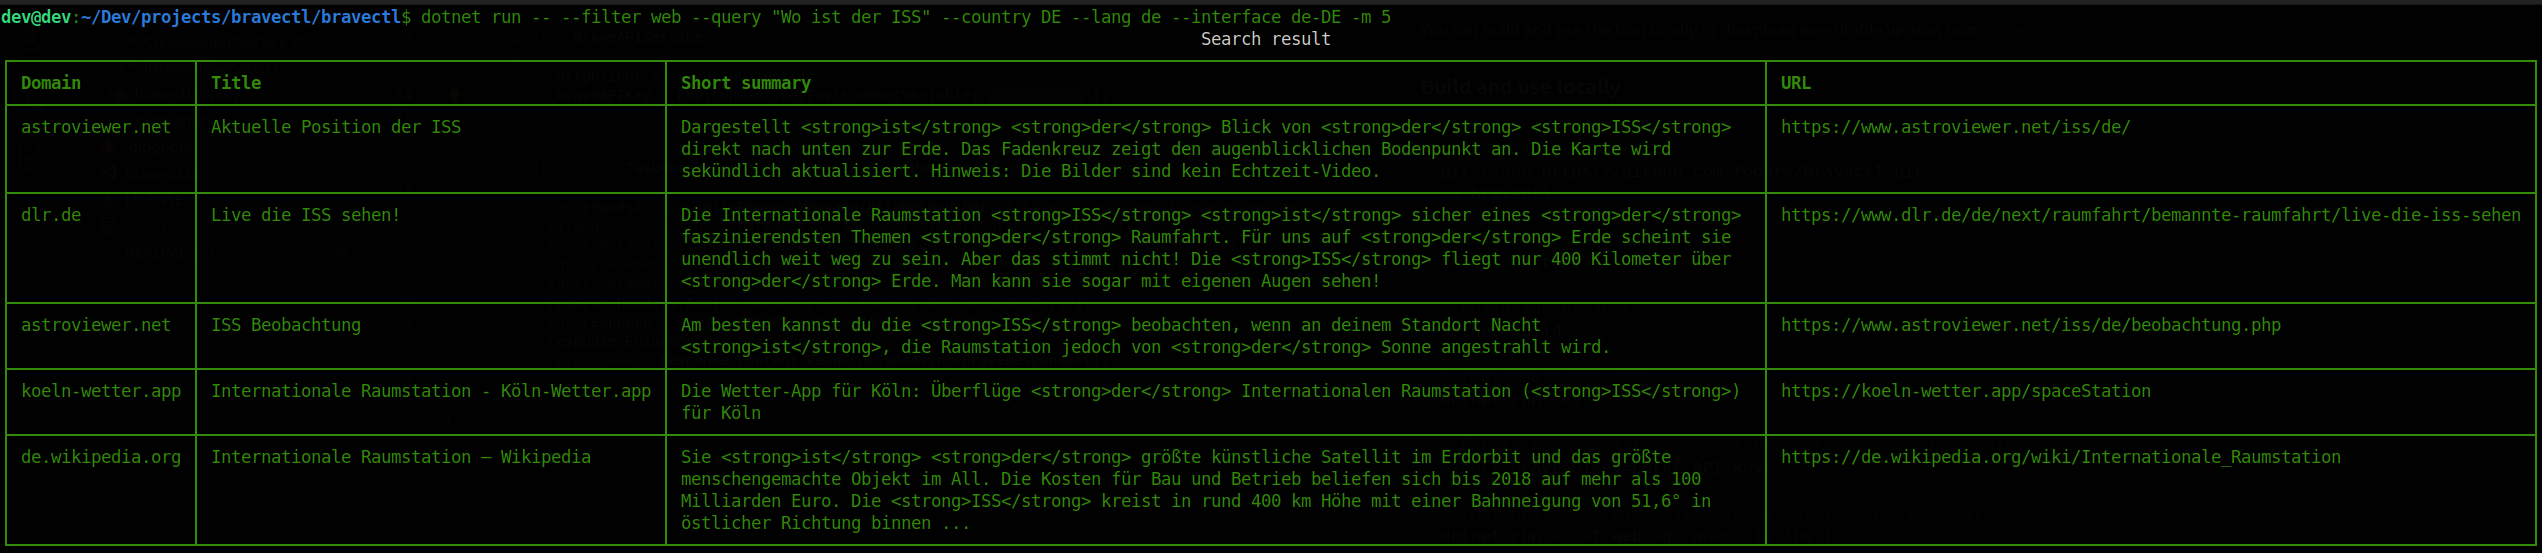 dev@dev:~/Dev/projects/bravectl/bravectl$ dotnet run -- --filter web --query "Wo ist der ISS" --country DE --lang de --interface de-DE -m 5
Search result
Domain Title Short summary URL
astroviewer.net Aktuelle Position der ISS Dargestellt <strong>ist</strong> <strong>der</strong> Blick von <strong>der</strong> <strong>ISS</strong> https://www.astroviewer.net/iss/de/
direkt nach unten zur Erde. Das Fadenkreuz zeigt den augenblicklichen Bodenpunkt an. Die Karte wird
sekündlich aktualisiert. Hinweis: Die Bilder sind kein Echtzeit-Video.
dlr.de Live die ISS sehen! Die Internationale Raumstation <strong>ISS</strong> <strong>ist</strong> sicher eines <strong>der</strong> https://www.dlr.de/de/next/raumfahrt/bemannte-raumfahrt/live-die-iss-sehen
faszinierendsten Themen <strong>der</strong> Raumfahrt. Für uns auf <strong>der</strong> Erde scheint sie
unendlich weit weg zu sein. Aber das stimmt nicht! Die <strong>ISS</strong> fliegt nur 400 Kilometer über
<strong>der</strong> Erde. Man kann sie sogar mit eigenen Augen sehen!
astroviewer.net ISS Beobachtung Am besten kannst du die <strong>ISS</strong> beobachten, wenn an deinem Standort Nacht https://www.astroviewer.net/iss/de/beobachtung.php
<strong>ist</strong>, die Raumstation jedoch von <strong>der</strong> Sonne angestrahlt wird.
koeln-wetter.app Internationale Raumstation - Köln-Wetter.app Die Wetter-App für Köln: Überflüge <strong>der</strong> Internationalen Raumstation (<strong>ISS</strong>) https://koeln-wetter.app/spaceStation
für Köln
de.wikipedia.org Internationale Raumstation – Wikipedia Sie <strong>ist</strong> <strong>der</strong> größte künstliche Satellit im Erdorbit und das größte https://de.wikipedia.org/wiki/Internationale_Raumstation
menschengemachte Objekt im All. Die Kosten für Bau und Betrieb beliefen sich bis 2018 auf mehr als 100
Milliarden Euro. Die <strong>ISS</strong> kreist in rund 400 km Höhe mit einer Bahnneigung von 51,6° in
östlicher Richtung binnen ...